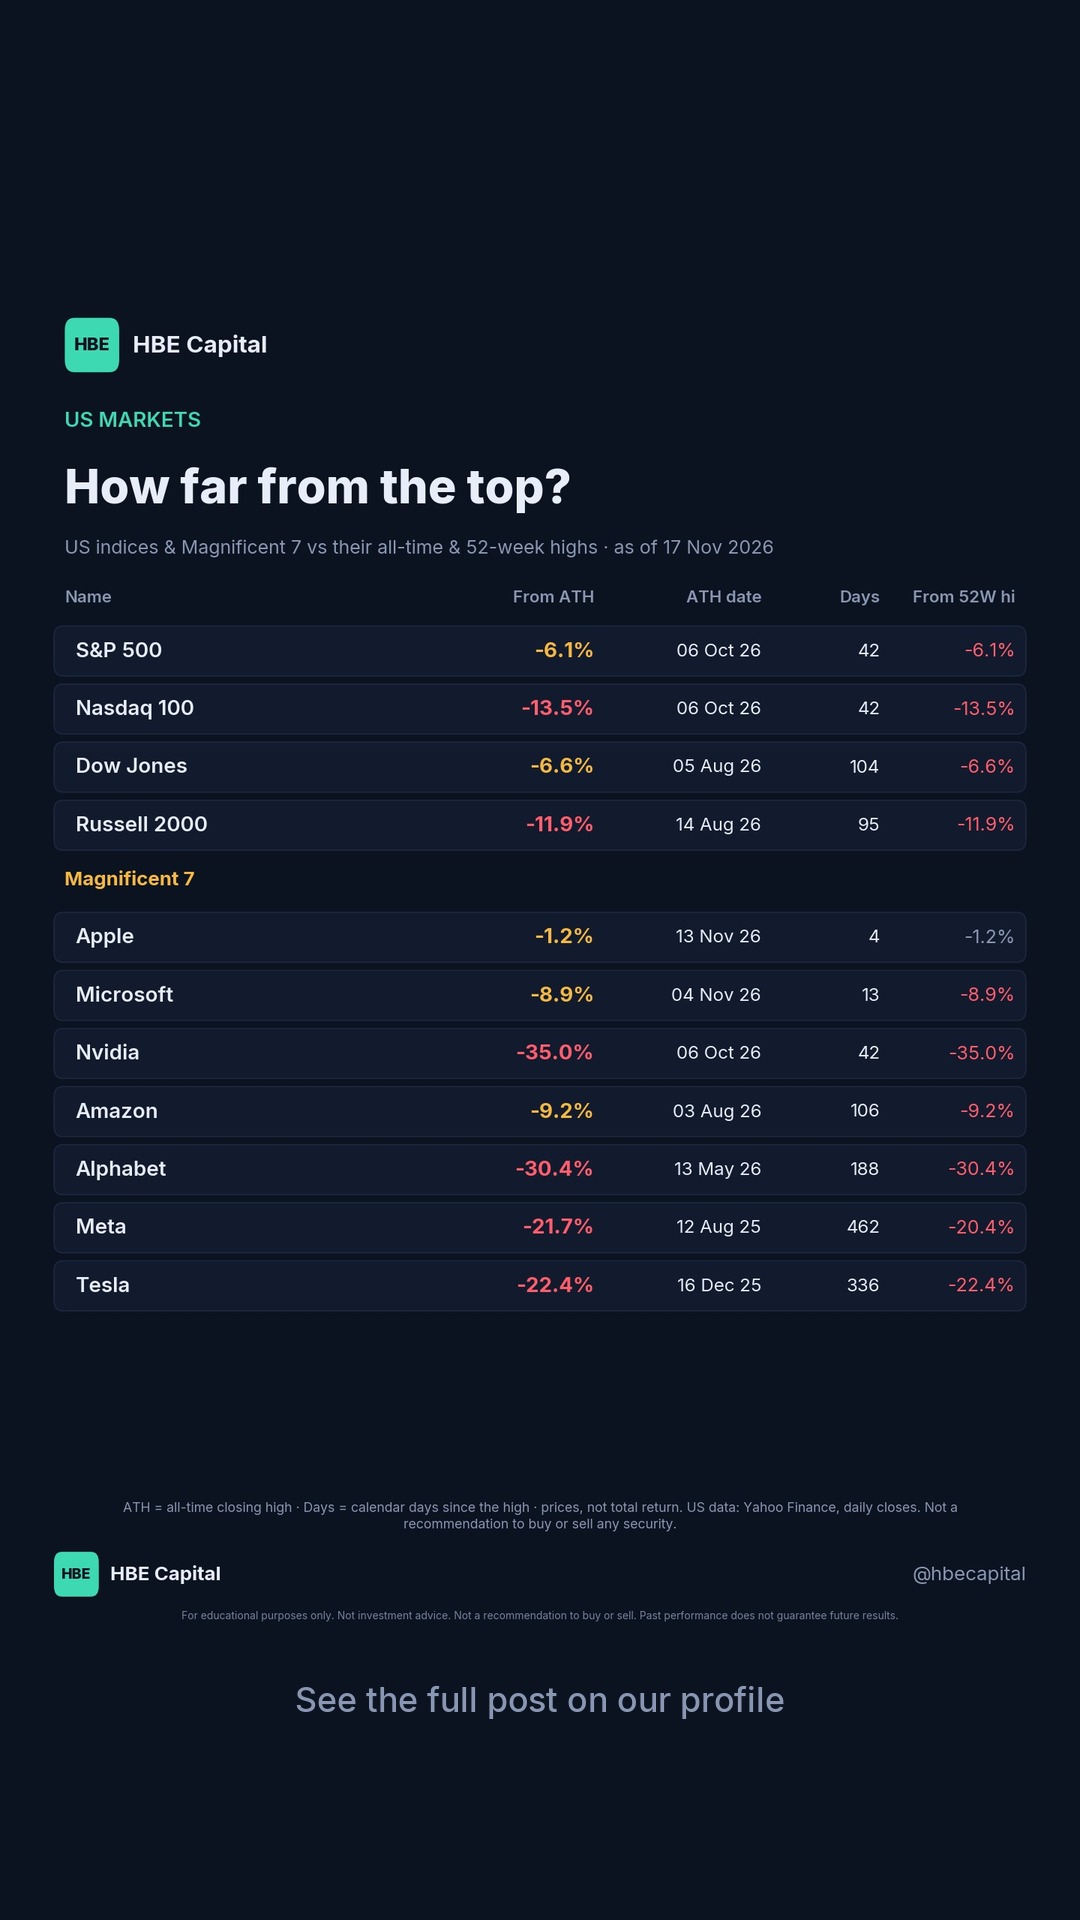 HBE HBE Capital
US MARKETS
How far from the top?
US indices & Magnificent 7 vs their all-time & 52-week highs · as of 17 Nov 2026
Name From ATH ATH date Days From 52W hi
S&P 500 -6.1% 06 Oct 26 42 -6.1%
Nasdaq 100 -13.5% 06 Oct 26 42 -13.5%
Dow Jones -6.6% 05 Aug 26 104 -6.6%
Russell 2000 -11.9% 14 Aug 26 95 -11.9%
Magnificent 7
Apple -1.2% 13 Nov 26 4 -1.2%
Microsoft -8.9% 04 Nov 26 13 -8.9%
Nvidia -35.0% 06 Oct 26 42 -35.0%
Amazon -9.2% 03 Aug 26 106 -9.2%
Alphabet -30.4% 13 May 26 188 -30.4%
Meta -21.7% 12 Aug 25 462 -20.4%
Tesla -22.4% 16 Dec 25 336 -22.4%
ATH = all-time closing high · Days = calendar days since the high · prices, not total return. US data: Yahoo Finance, daily closes. Not a
recommendation to buy or sell any security.
HBE HBE Capital @hbecapital
For educational purposes only. Not investment advice. Not a recommendation to buy or sell. Past performance does not guarantee future results.
See the full post on our profile